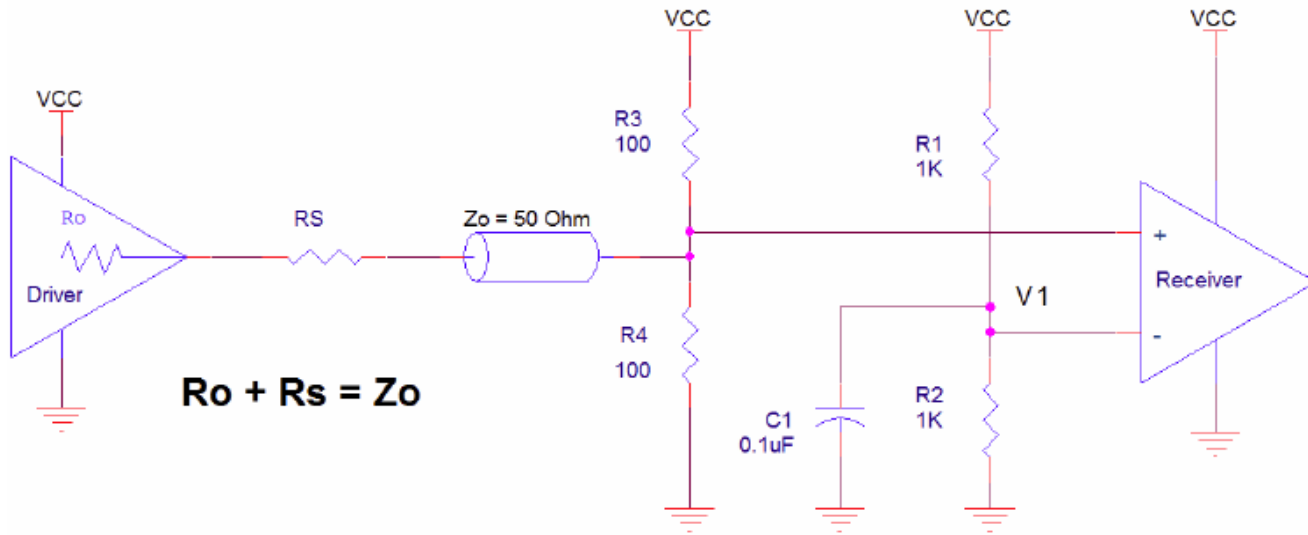 VCC
VCC
VCC
VCC
R3
100
R1
1K
Ro
RS
Zo = 50 Ohm
+
Driver
Receiver
V1
-
R4
100
Ro + Rs = Zo
R2
1K
C1
0.1uF